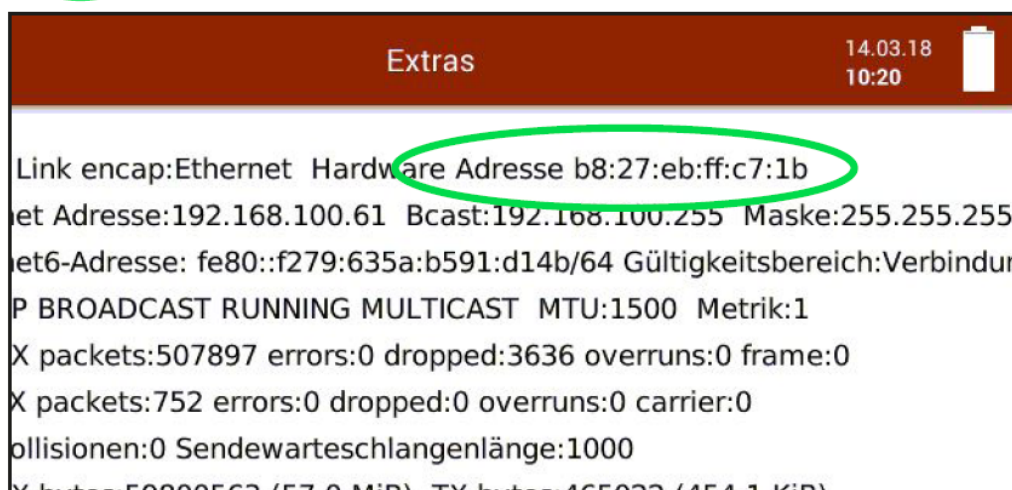 Extras
14.03.18
10:20
Link encap:Ethernet Hardware Adresse b8:27:eb:ff:c7:1b
et Adresse:192.168.100.61 Bcast:192.168.100.255 Maske:255.255.255
et6-Adresse: fe80::f279:635a:b591:d14b/64 Gültigkeitsbereich:Verbindu
P BROADCAST RUNNING MULTICAST MTU:1500 Metrik:1
X packets:507897 errors:0 dropped:3636 overruns:0 frame:0
X packets:752 errors:0 dropped:0 overruns:0 carrier:0
ollisionen:0 Sendewarteschlangenlänge:1000